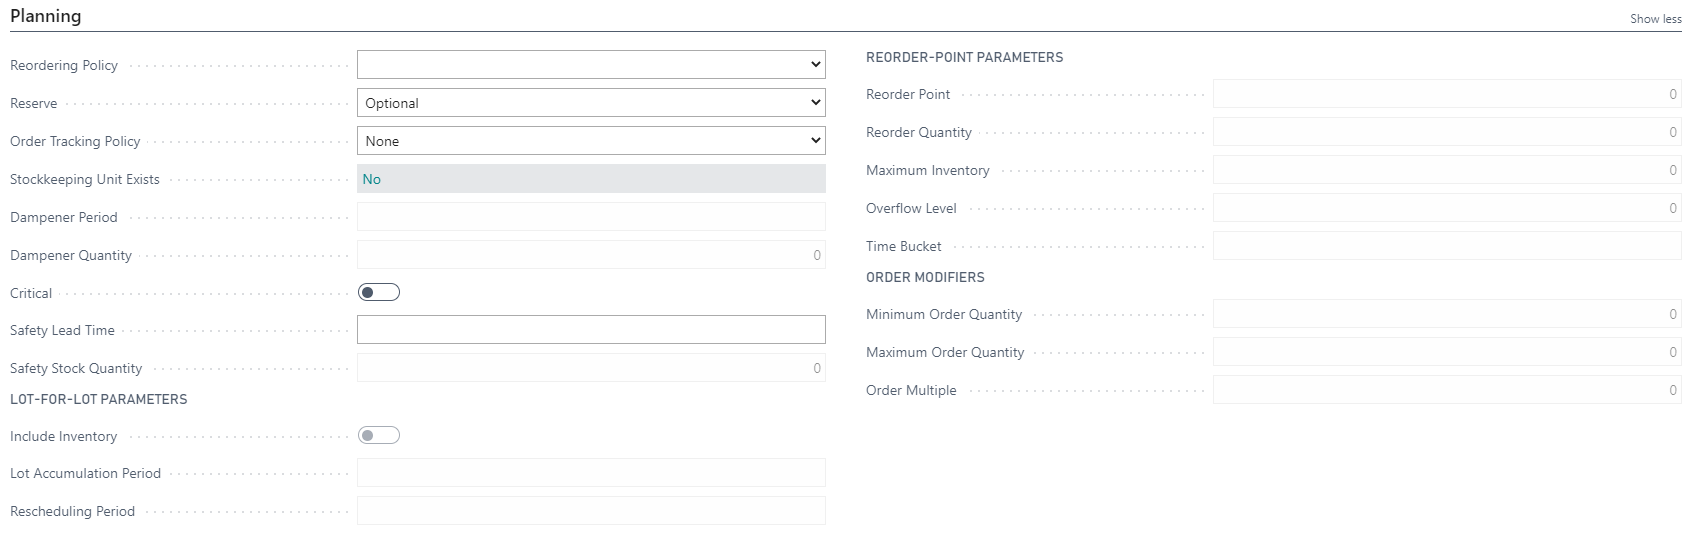 Planning
Show less
Reordering Policy
Reserve
Optional
Order Tracking Policy
None
Stockkeeping Unit Exists
No
Dampener Period
Dampener Quantity
0
Critical
Safety Lead Time
Safety Stock Quantity
0
LOT-FOR-LOT PARAMETERS
Include Inventory
Lot Accumulation Period
Rescheduling Period
REORDER-POINT PARAMETERS
Reorder Point
0
Reorder Quantity
0
Maximum Inventory
0
Overflow Level
0
Time Bucket
ORDER MODIFIERS
Minimum Order Quantity
0
Maximum Order Quantity
0
Order Multiple
0